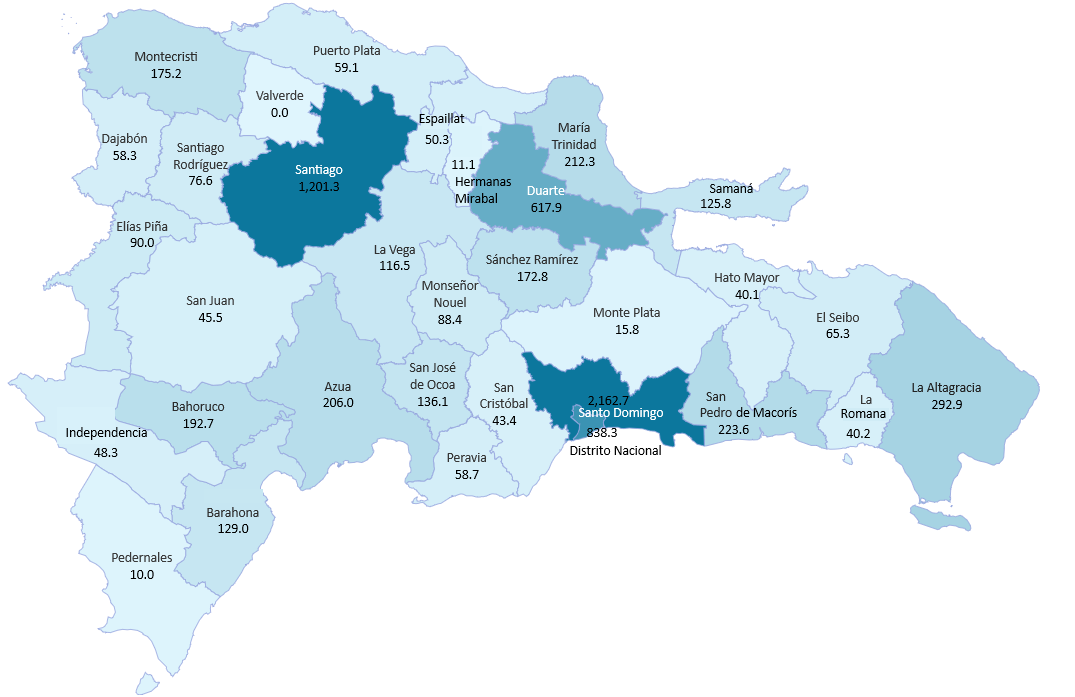 Puerto Plata
59.1
Montecristi
175.2
Valverde
0.0
Espaillat
50.3
María
Trinidad
212.3
Dajabón
58.3
Santiago
Rodríguez
76.6
Santiago
1,201.3
11.1
Hermanas
Mirabal
Duarte
617.9
Samaná
125.8
Elías Piña
90.0
La Vega
116.5
Sánchez Ramírez
172.8
Monseñor
Nouel
88.4
Hato Mayor
40.1
San Juan
45.5
Monte Plata
15.8
El Seibo
65.3
San José
de Ocoa
136.1
Azua
206.0
San
Cristóbal
43.4
2,162.7
Santo Domingo
838.3
Distrito Nacional
San
Pedro de Macorís
223.6
La
Romana
40.2
La Altagracia
292.9
Bahoruco
192.7
Independencia
48.3
Peravia
58.7
Barahona
129.0
Pedernales
10.0